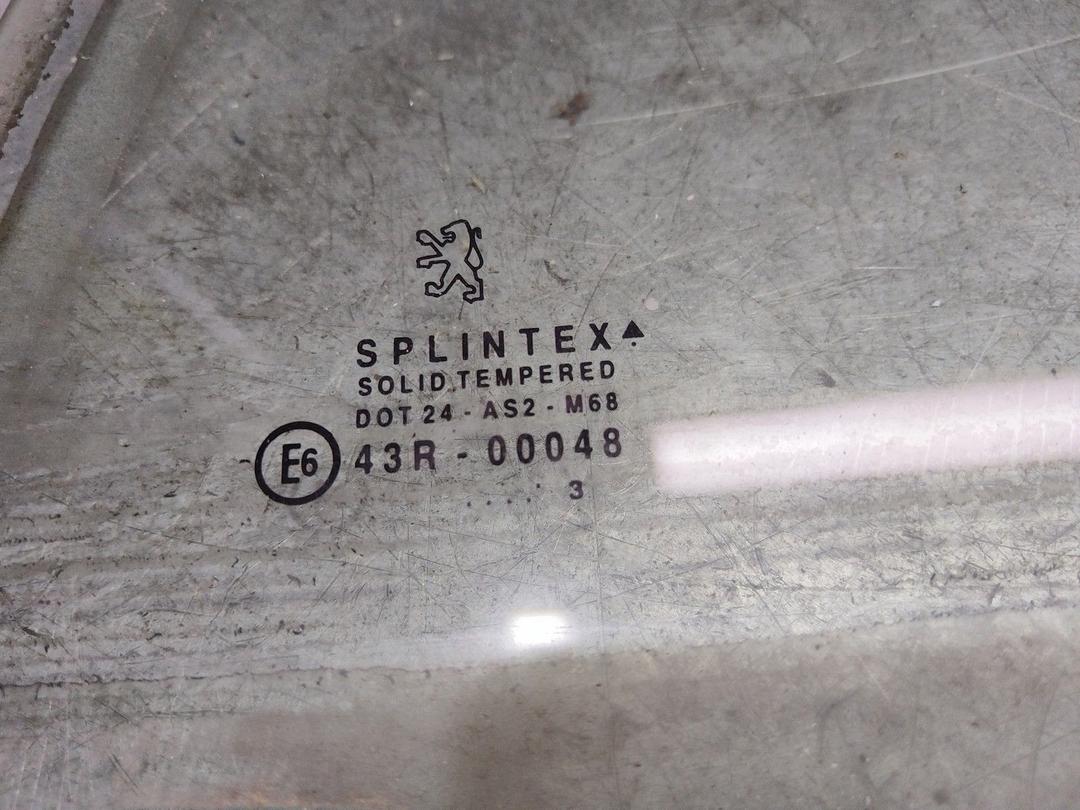 SPLINTEX
SOLID TEMPERED
DOT 24 - AS2 - M68
E6 43R - 00048
..... 3